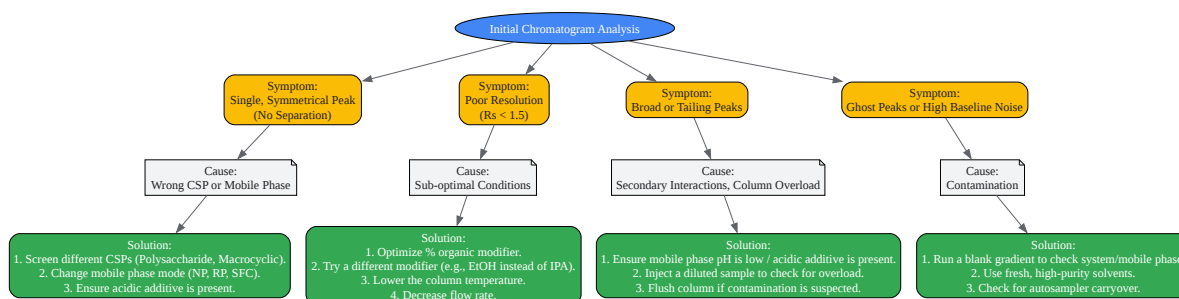 Initial Chromatogram Analysis
Symptom:
Single, Symmetrical Peak
(No Separation)
Symptom:
Poor Resolution
(Rs < 1.5)
Symptom:
Broad or Tailing Peaks
Symptom:
Ghost Peaks or High Baseline Noise
Cause:
Wrong CSP or Mobile Phase
Cause:
Sub-optimal Conditions
Cause:
Secondary Interactions, Column Overload
Cause:
Contamination
Solution:
1. Screen different CSPs (Polysaccharide, Macrocyclic).
2. Change mobile phase mode (NP, RP, SFC).
3. Ensure acidic additive is present.
Solution:
1. Optimize % organic modifier.
2. Try a different modifier (e.g., EtOH instead of IPA).
3. Lower the column temperature.
4. Decrease flow rate.
Solution:
1. Ensure mobile phase pH is low / acidic additive is present.
2. Inject a diluted sample to check for overload.
3. Flush column if contamination is suspected.
Solution:
1. Run a blank gradient to check system/mobile phase
2. Use fresh, high-purity solvents.
3. Check for autosampler carryover.